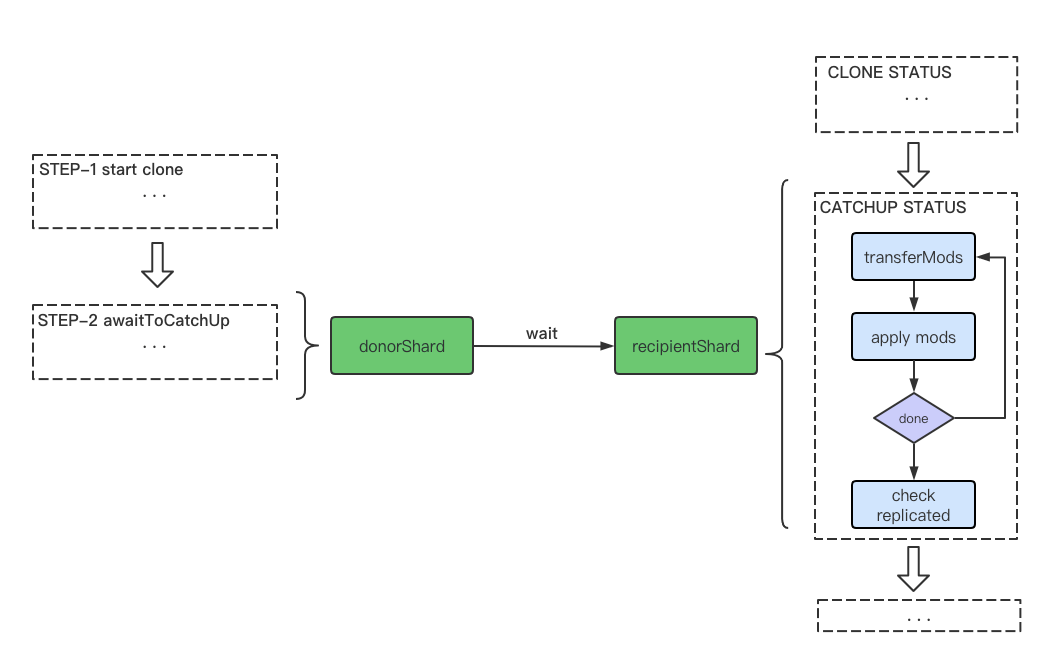 STEP–1 start clone
. . .
STEP–2 awaitToCatchUp
. . .
donorShard
wait
recipientShard
CLONE STATUS
. . .
CATCHUP STATUS
transferMods
apply mods
done
check
replicated
. . .